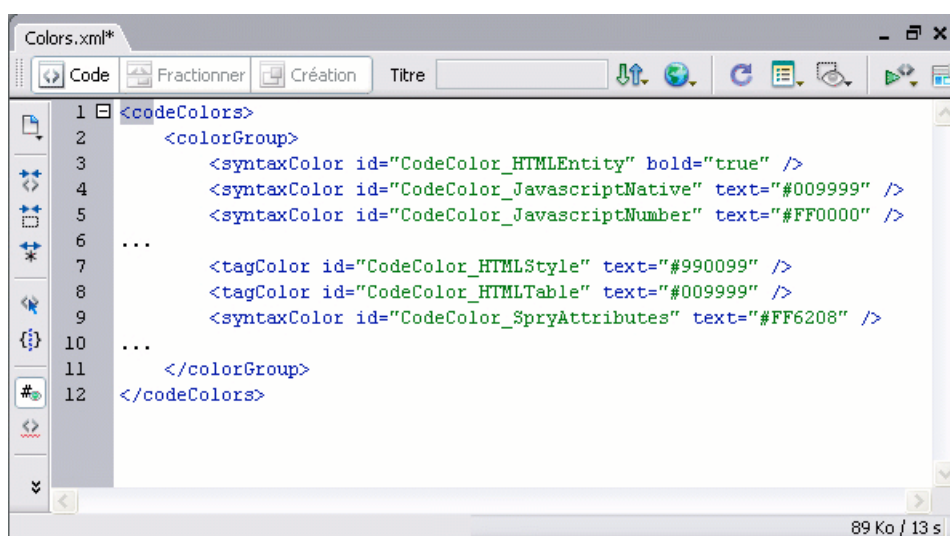 Colors.xml*
Code Fractionner Création Titre
1 <codeColors>
2 <colorGroup>
3 <syntaxColor id="CodeColor_HTMLEntity" bold="true" />
4 <syntaxColor id="CodeColor_JavascriptNative" text="#009999" />
5 <syntaxColor id="CodeColor_JavascriptNumber" text="#FF0000" />
6 ...
7 <tagColor id="CodeColor_HTMLStyle" text="#990099" />
8 <tagColor id="CodeColor_HTMLTable" text="#009999" />
9 <syntaxColor id="CodeColor_SpryAttributes" text="#FF6208" />
10 ...
11 </colorGroup>
12 </codeColors>
89 Ko / 13 s